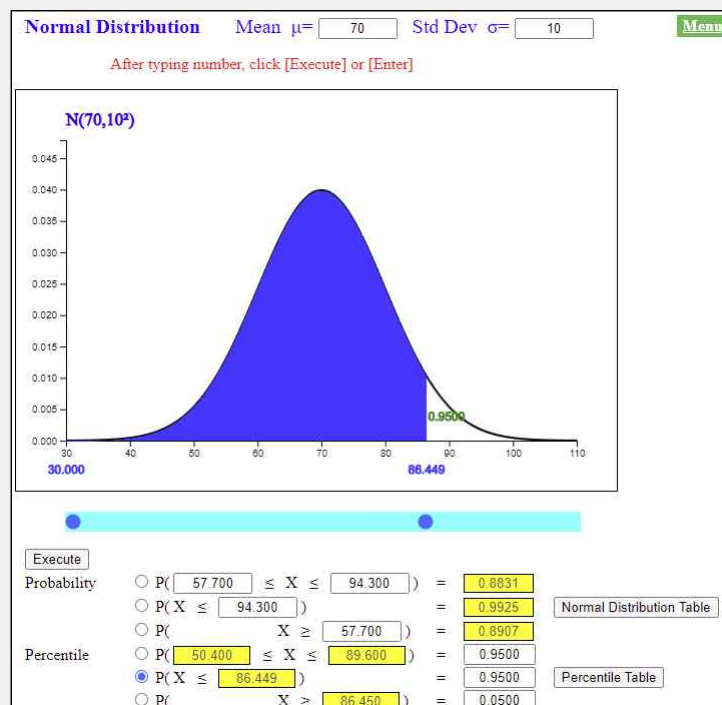 Normal Distribution Mean μ= 70 Std Dev σ= 10 Menu
After typing number, click [Execute] or [Enter]
N(70,10²)
0.045
0.040
0.035
0.030
0.025
0.020
0.015
0.010
0.005
0.9500
0.000
30 40 50 60 70 80 90 100 110
30.000 86.449
Execute
Probability P( 57.700 ≤ X ≤ 94.300 ) = 0.8831
P( X ≤ 94.300 ) = 0.9925 Normal Distribution Table
P( X ≥ 57.700 ) = 0.8907
Percentile P( 50.400 ≤ X ≤ 89.600 ) = 0.9500
P( X ≤ 86.449 ) = 0.9500 Percentile Table
P( X ≥ 86.450 ) = 0.0500